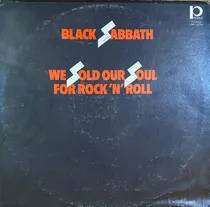 BLACK SABBATH
WE SOLD OUR SOUL
FOR ROCK 'N' ROLL